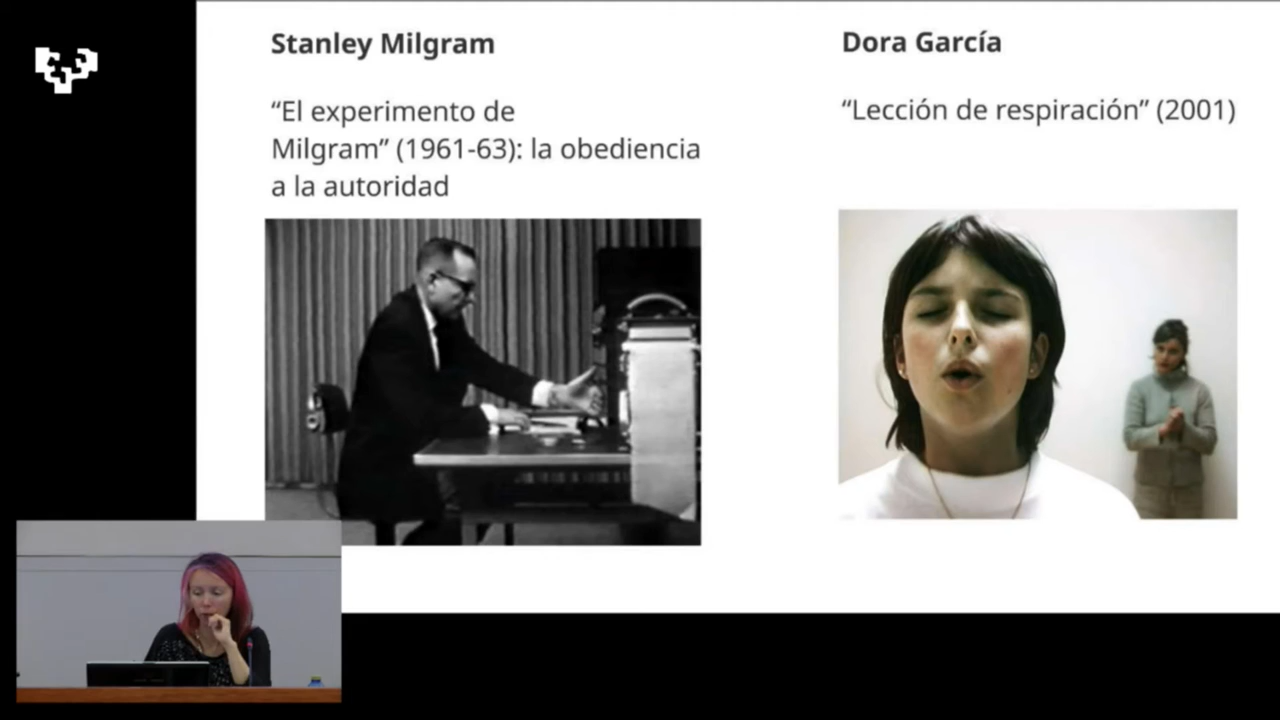 Stanley Milgram
“El experimento de
Milgram” (1961-63): la obediencia
a la autoridad
Dora García
“Lección de respiración” (2001)